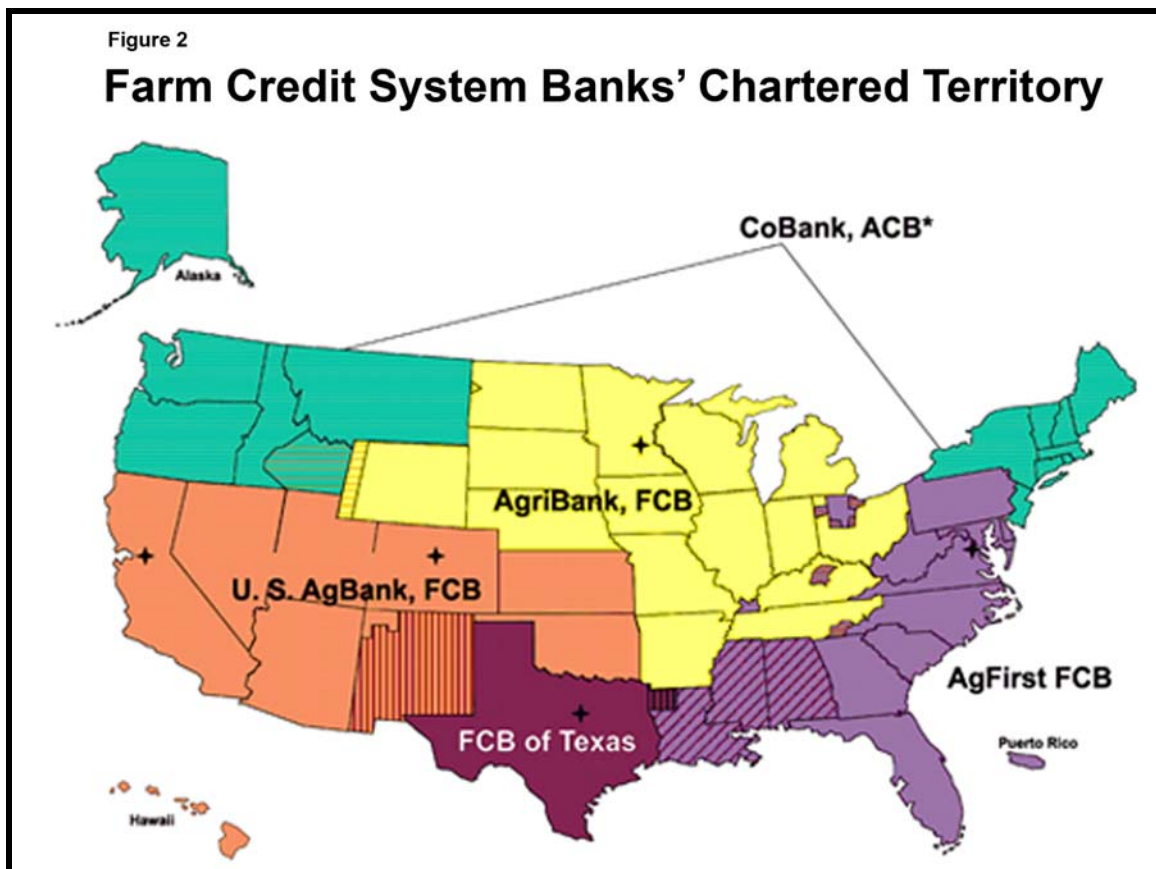 Figure 2
Farm Credit System Banks’ Chartered Territory
CoBank, ACB*
Alaska
AgriBank, FCB
U. S. AgBank, FCB
AgFirst FCB
FCB of Texas
Puerto Rico
Hawaii